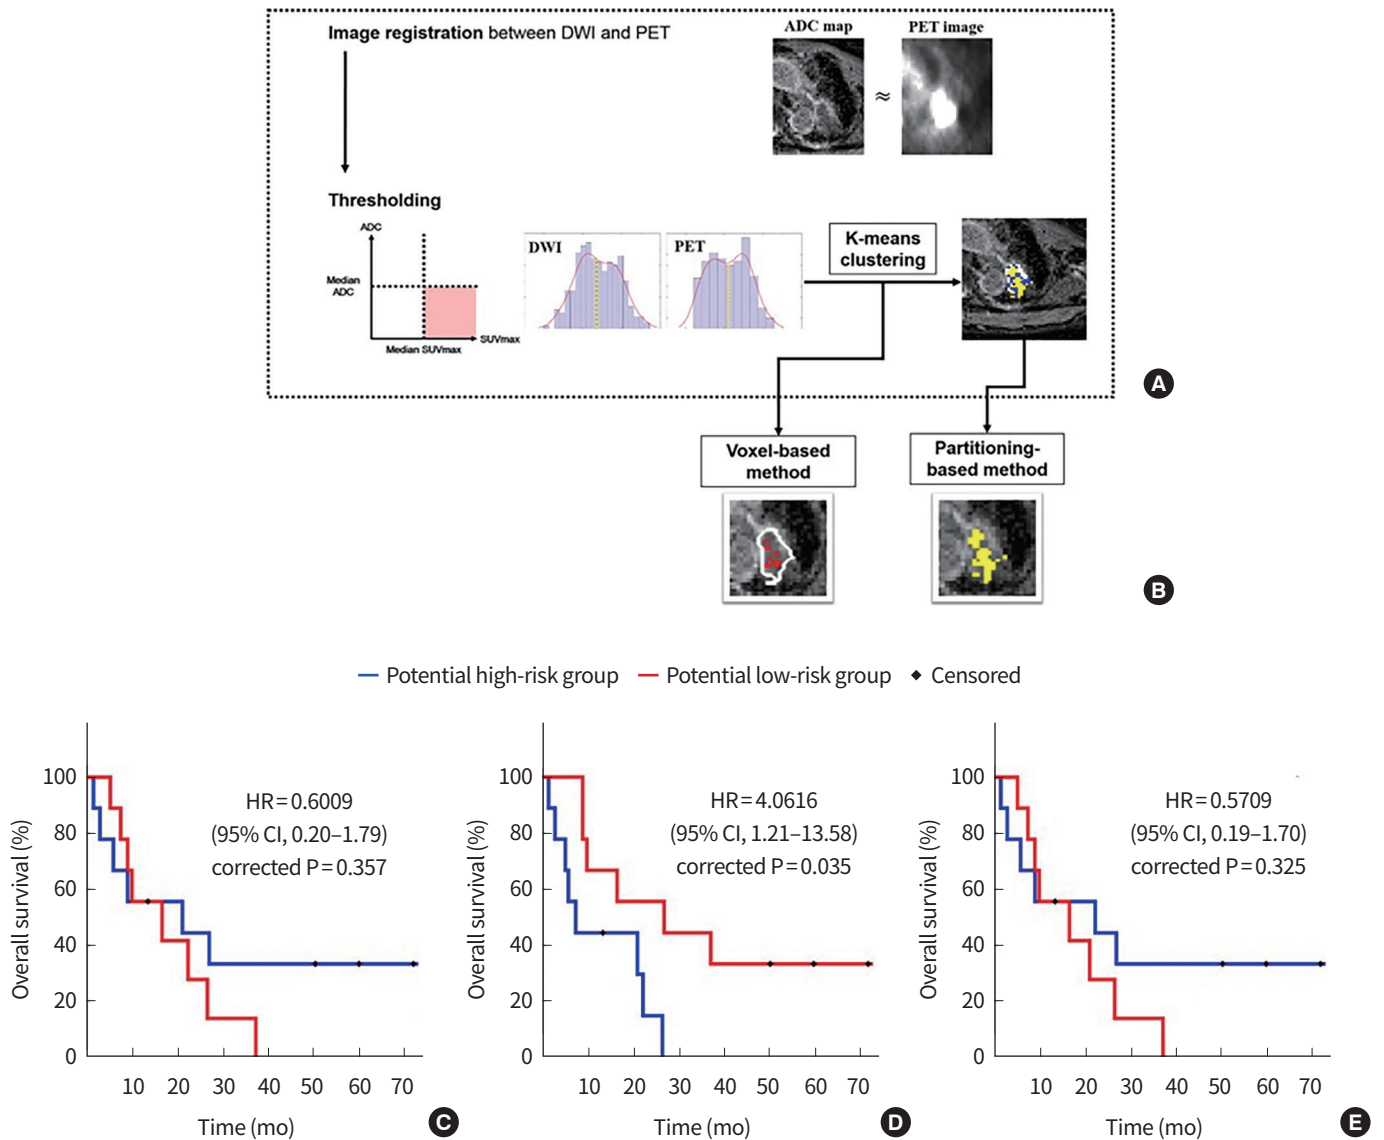 Image registration between DWI and PET
ADC map
PET image
≈
Thresholding
ADC
Median
ADC
Median SUVmax
SUVmax
DWI
PET
K-means
clustering
A
Voxel-based
method
Partitioning-
based method
B
Potential high-risk group
Potential low-risk group
Censored
Overall survival (%)
100
80
60
40
20
0
HR=0.6009
(95% CI, 0.20–1.79)
corrected P=0.357
10 20 30 40 50 60 70
Time (mo)
C
Overall survival (%)
100
80
60
40
20
0
HR=4.0616
(95% CI, 1.21–13.58)
corrected P=0.035
10 20 30 40 50 60 70
Time (mo)
D
Overall survival (%)
100
80
60
40
20
0
HR=0.5709
(95% CI, 0.19–1.70)
corrected P=0.325
10 20 30 40 50 60 70
Time (mo)
E